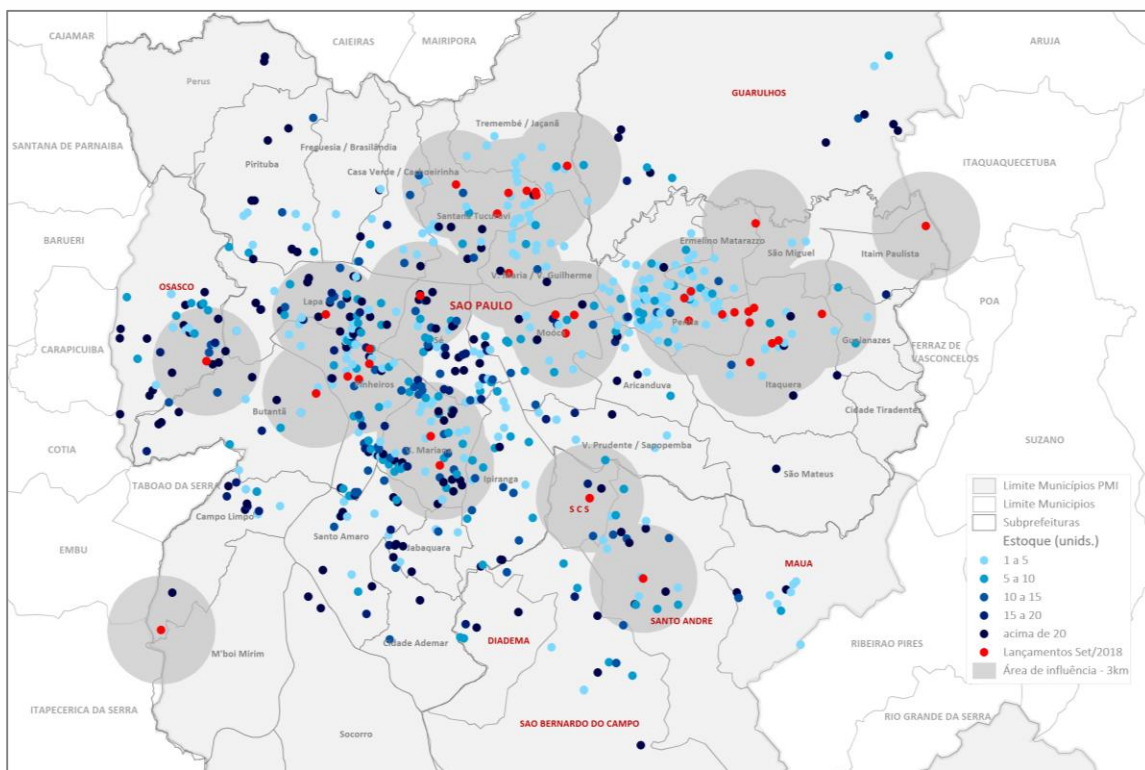 CAJAMAR
CAIEIRAS
MAIRIPORA
ARUJA
Perus
GUARULHOS
SANTANA DE PARNAIBA
Tremembé / Jaçanã
Freguesia / Brasilândia
Pirituba
Casa Verde / Cachoeirinha
ITAQUAQUECETUBA
Santana Tucuruvi
BARUERI
Ermelino Matarazzo
São Miguel
Itaim Paulista
V. Maria / V. Guilherme
OSASCO
Lapa
SAO PAULO
POA
Penha
Sé
Moóca
Guaianazes
CARAPICUIBA
FERRAZ DE
VASCONCELOS
Pinheiros
Aricanduva
Itaquera
Butantã
Cidade Tiradentes
SUZANO
COTIA
V. Mariana
V. Prudente / Sapopemba
São Mateus
TABOAO DA SERRA
Ipiranga
Campo Limpo
S C S
Santo Amaro
EMBU
Jabaquara
MAUA
SANTO ANDRE
DIADEMA
Cidade Ademar
M'boi Mirim
RIBEIRAO PIRES
ITAPECERICA DA SERRA
SAO BERNARDO DO CAMPO
RIO GRANDE DA SERRA
Socorro
Limite Municípios PMI
Limite Municipios
Subprefeituras
Estoque (unids.)
1 a 5
5 a 10
10 a 15
15 a 20
acima de 20
Lançamentos Set/2018
Área de influência - 3km